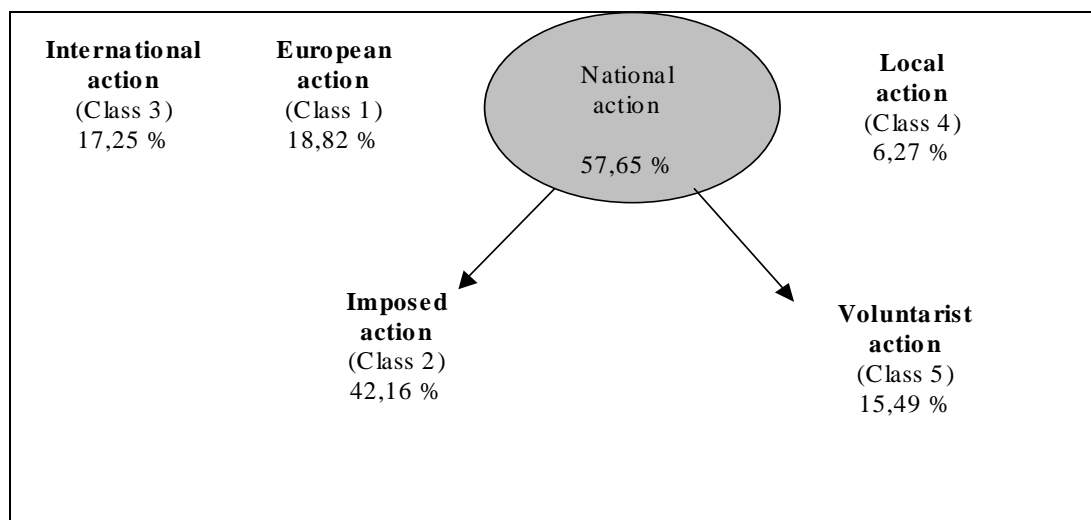 International
action
(Class 3)
17,25 %
European
action
(Class 1)
18,82 %
National
action
57,65 %
Local
action
(Class 4)
6,27 %
Imposed
action
(Class 2)
42,16 %
Voluntarist
action
(Class 5)
15,49 %